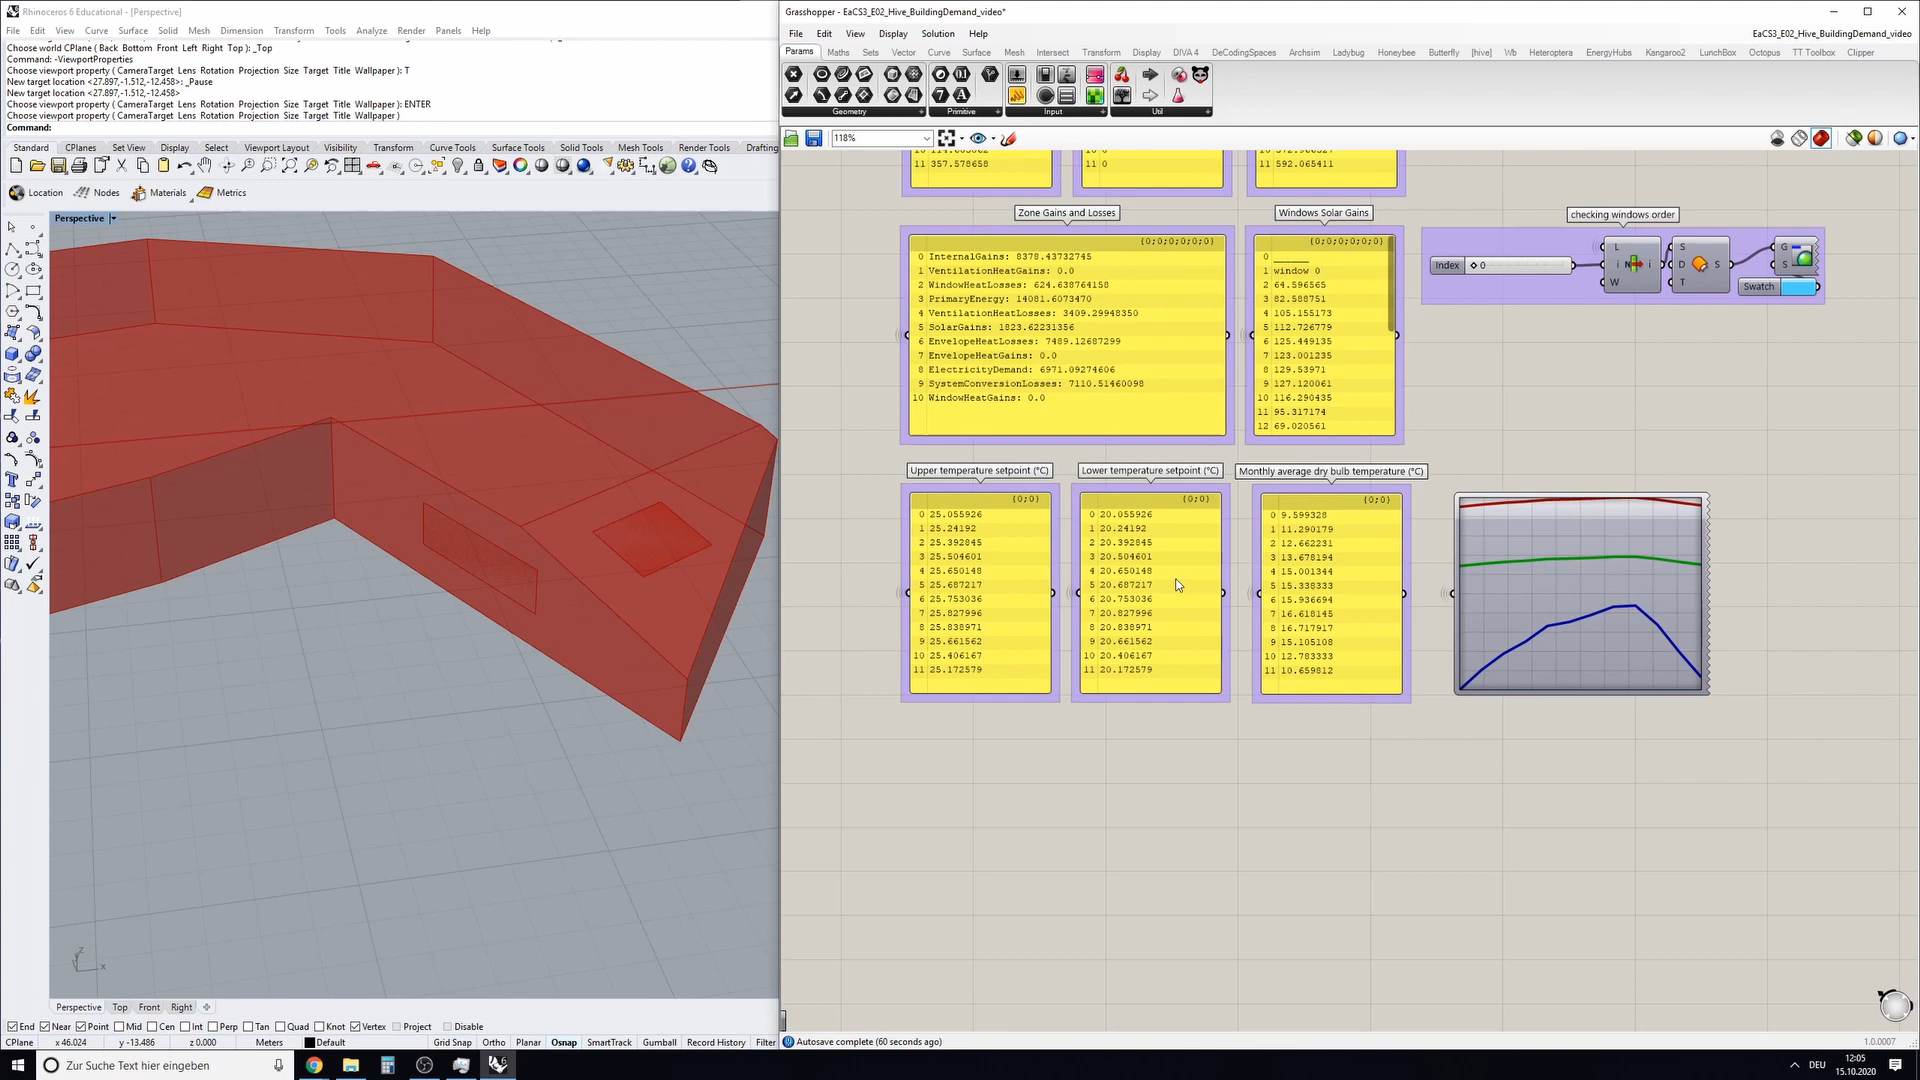 Rhinoceros 6 Educational - [Perspective]
File Edit View Curve Surface Solid Mesh Dimension Transform Tools Analyze Render Panels Help
Choose world CPlane ( Back Bottom Front Left Right Top ): _Top
Command: -ViewportProperties
Choose viewport property ( CameraTarget Lens Rotation Projection Size Target Title Wallpaper ): T
New target location <27.897,-1.512,-12.458>: _Pause
New target location <27.897,-1.512,-12.458>
Choose viewport property ( CameraTarget Lens Rotation Projection Size Target Title Wallpaper ): ENTER
Choose viewport property ( CameraTarget Lens Rotation Projection Size Target Title Wallpaper )
Command:
Standard CPlanes Set View Display Select Viewport Layout Visibility Transform Curve Tools Surface Tools Solid Tools Mesh Tools Render Tools Drafting
Location Nodes Materials Metrics
Perspective
z
x
Perspective Top Front Right
End Near Point Mid Cen Int Perp Tan Quad Knot Vertex Project Disable
CPlane x 46.024 y -13.486 z 0.000 Meters Default Grid Snap Ortho Planar Osnap SmartTrack Gumball Record History Filter
Grasshopper - EaCS3_E02_Hive_BuildingDemand_video*
File Edit View Display Solution Help
EaCS3_E02_Hive_BuildingDemand_video
Params Maths Sets Vector Curve Surface Mesh Intersect Transform Display DIVA 4 DeCodingSpaces Archsim Ladybug Honeybee Butterfly [hive] Wb Heteroptera EnergyHubs Kangaroo2 LunchBox Octopus TT Toolbox Clipper
Geometry Primitive Input Util
118%
11 357.578658
11 0
11 592.065411
Zone Gains and Losses
{0;0;0;0;0;0}
0 InternalGains: 8378.43732745
1 VentilationHeatGains: 0.0
2 WindowHeatLosses: 624.638764158
3 PrimaryEnergy: 14081.6073470
4 VentilationHeatLosses: 3409.29948350
5 SolarGains: 1823.62231356
6 EnvelopeHeatLosses: 7489.12687299
7 EnvelopeHeatGains: 0.0
8 ElectricityDemand: 6971.09274606
9 SystemConversionLosses: 7110.51460098
10 WindowHeatGains: 0.0
Windows Solar Gains
{0;0;0;0;0;0}
0 ______
1 window 0
2 64.596565
3 82.588751
4 105.155173
5 112.726779
6 125.449135
7 123.001235
8 129.53971
9 127.120061
10 116.290435
11 95.317174
12 69.020561
checking windows order
Index 0
L
i
W
i
S
D
T
S
G
S
Swatch
Upper temperature setpoint (°C)
{0;0}
0 25.055926
1 25.24192
2 25.392845
3 25.504601
4 25.650148
5 25.687217
6 25.753036
7 25.827996
8 25.838971
9 25.661562
10 25.406167
11 25.172579
Lower temperature setpoint (°C)
{0;0}
0 20.055926
1 20.24192
2 20.392845
3 20.504601
4 20.650148
5 20.687217
6 20.753036
7 20.827996
8 20.838971
9 20.661562
10 20.406167
11 20.172579
Monthly average dry bulb temperature (°C)
{0;0}
0 9.599328
1 11.290179
2 12.662231
3 13.678194
4 15.001344
5 15.338333
6 15.936694
7 16.618145
8 16.717917
9 15.105108
10 12.783333
11 10.659812
Autosave complete (60 seconds ago)
1.0.0007
Zur Suche Text hier eingeben
DEU
12:05
15.10.2020